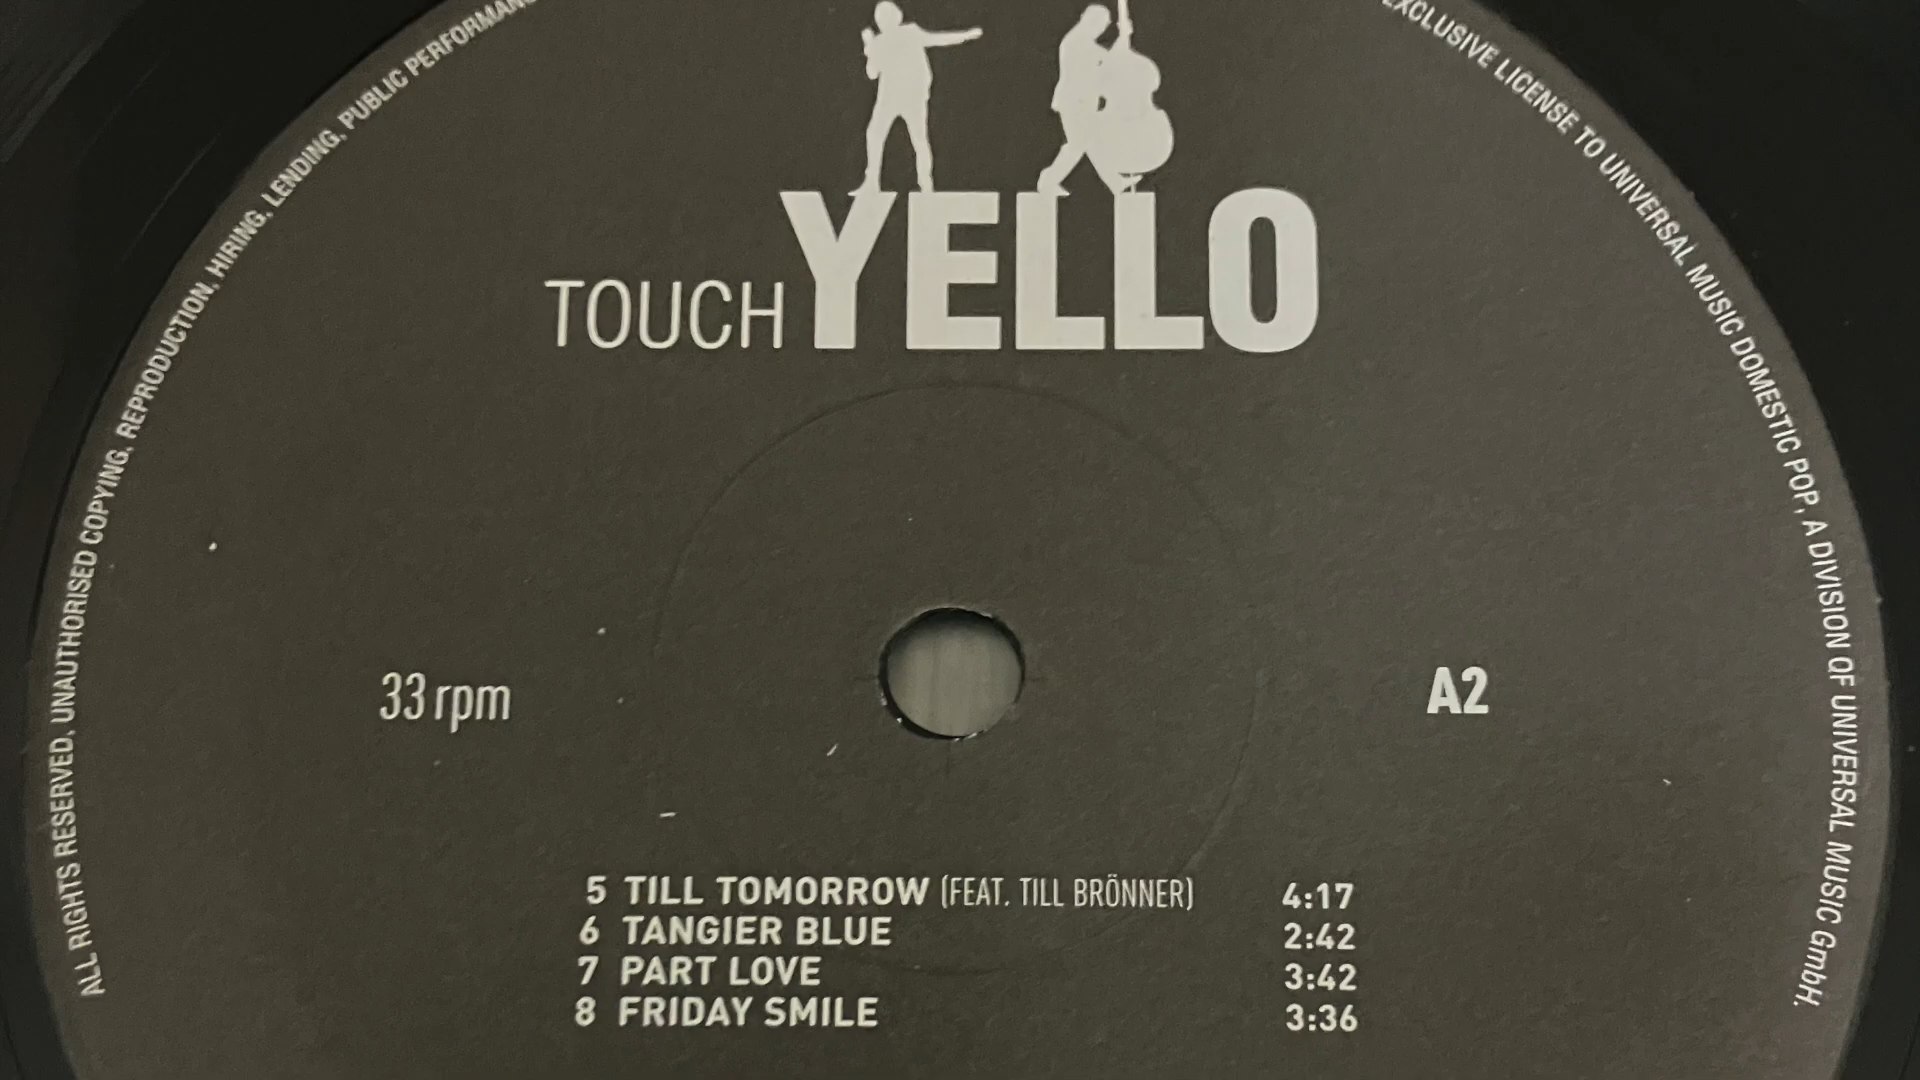 ALL RIGHTS RESERVED. UNAUTHORISED COPYING, REPRODUCTION, HIRING, LENDING, PUBLIC
EXCLUSIVE LICENSE TO UNIVERSAL MUSIC DOMESTIC POP, A DIVISION OF UNIVERSAL MUSIC GmbH.
TOUCH YELLO
33 rpm
A2
5 TILL TOMORROW (FEAT. TILL BRÖNNER) 4:17
6 TANGIER BLUE 2:42
7 PART LOVE 3:42
8 FRIDAY SMILE 3:36